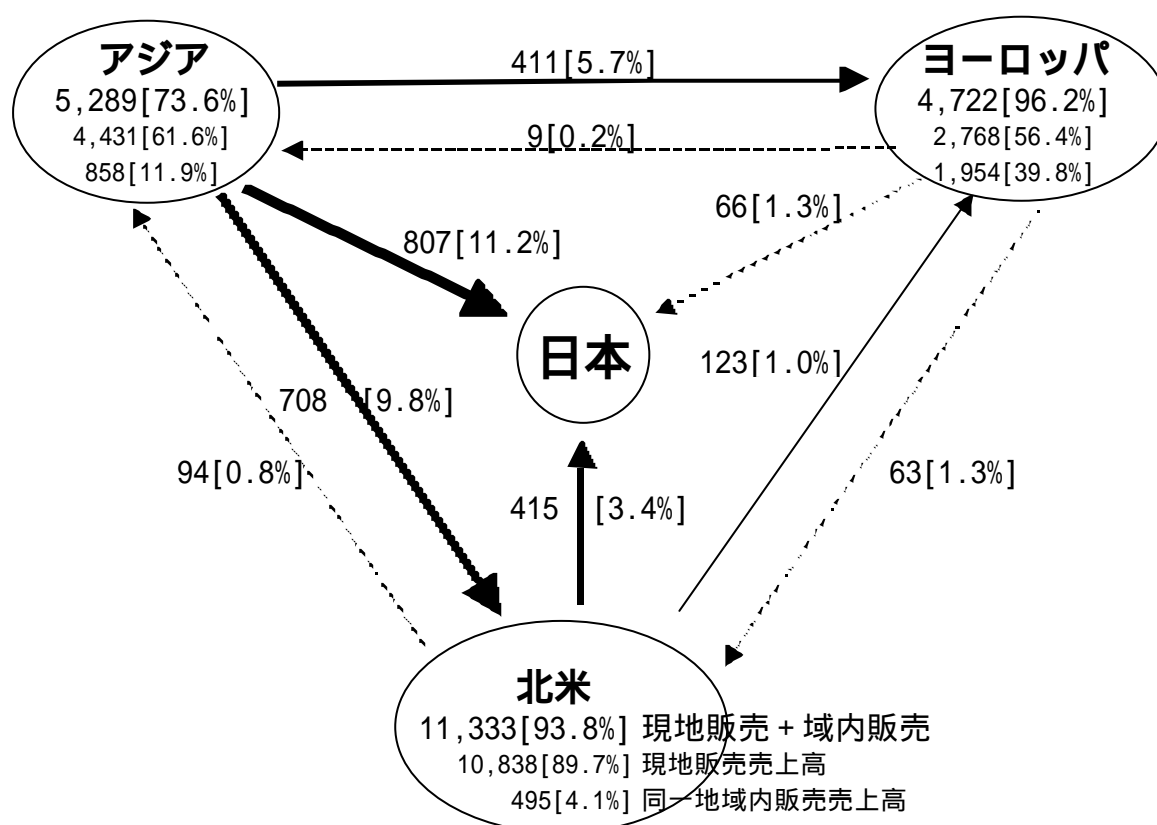 アジア
5,289[73.6%]
4,431[61.6%]
858[11.9%]
411[5.7%]
ヨーロッパ
4,722[96.2%]
2,768[56.4%]
1,954[39.8%]
9[0.2%]
66[1.3%]
807[11.2%]
日本
123[1.0%]
708 [9.8%]
94[0.8%]
63[1.3%]
415 [3.4%]
北米
11,333[93.8%] 現地販売+域内販売
10,838[89.7%] 現地販売売上高
495[4.1%] 同一地域内販売売上高